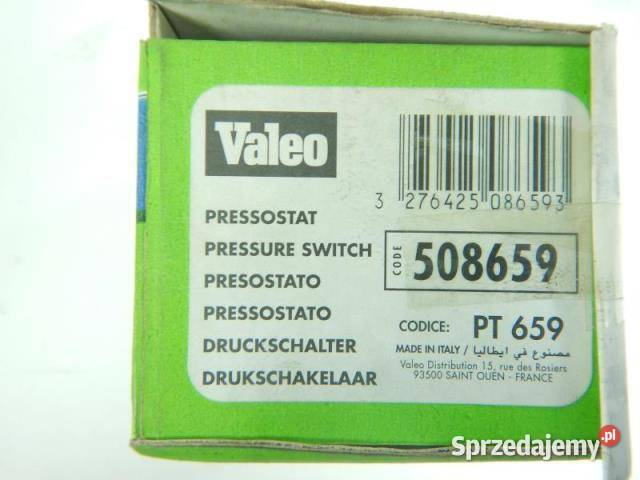 Valeo
3 276425 086593
PRESSOSTAT
PRESSURE SWITCH
PRESOSTATO
PRESSOSTATO
DRUCKSCHALTER
DRUKSCHAKELAAR
CODE 508659
CODICE: PT 659
MADE IN ITALY / مصنوع في ايطاليا
Valeo Distribution 15, rue des Rosiers
93500 SAINT OUEN - FRANCE
Sprzedajemy.pl